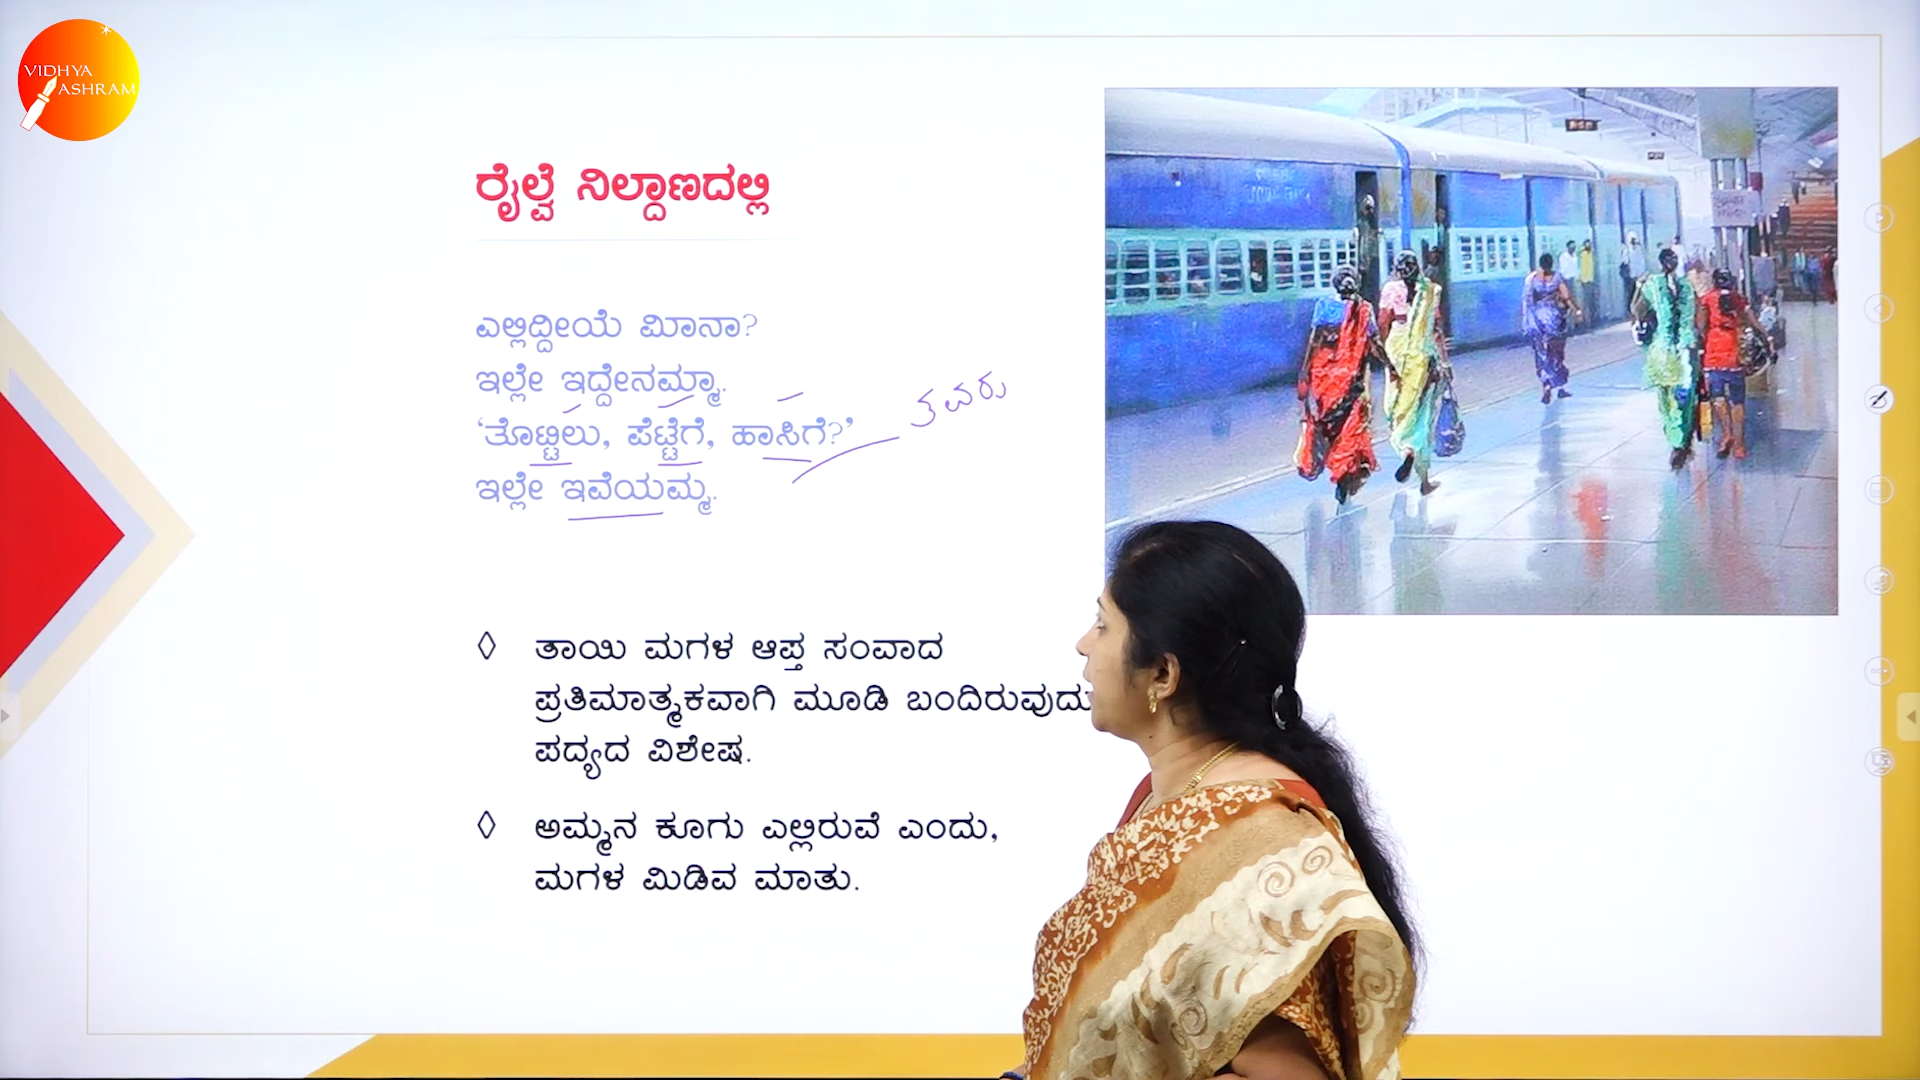 VIDHYA
ASHRAM
ರೈಲ್ವೆ ನಿಲ್ದಾಣದಲ್ಲಿ
ಎಲ್ಲಿದ್ದೀಯೆ ಮೀನಾ?
ಇಲ್ಲೇ ಇದ್ದೇನಮ್ಮಾ.
'ತೊಟ್ಟಿಲು, ಪೆಟ್ಟಿಗೆ, ಹಾಸಿಗೆ?'
ತವರು
ಇಲ್ಲೇ ಇವೆಯಮ್ಮ.
◊ ತಾಯಿ ಮಗಳ ಆಪ್ತ ಸಂವಾದ
ಪ್ರತಿಮಾತ್ಮಕವಾಗಿ ಮೂಡಿ ಬಂದಿರುವುದು
ಪದ್ಯದ ವಿಶೇಷ.
◊ ಅಮ್ಮನ ಕೂಗು ಎಲ್ಲಿರುವೆ ಎಂದು,
ಮಗಳ ಮಿಡಿವ ಮಾತು.